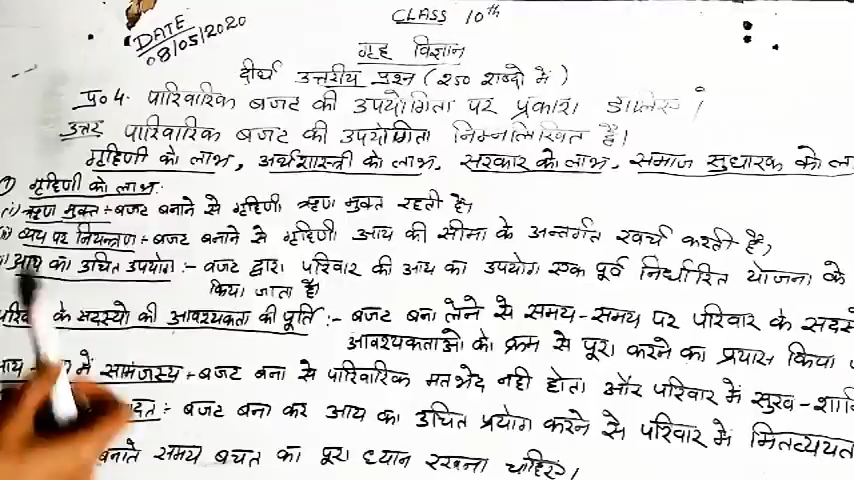 CLASS 10th
DATE
08/05/2020
गृह विज्ञान
दीर्घ उत्तरीय प्रश्न (250 शब्दो में)
प्र० 4. पारिवारिक बजट की उपयोगिता पर प्रकाश डालिए।
उत्तर पारिवारिक बजट की उपयोगिता निम्नलिखित है।
गृहिणी को लाभ, अर्थशास्त्री को लाभ, सरकार को लाभ, समाज सुधारक को
गृहिणी को लाभ:
(i) ऋण मुक्त :- बजट बनाने से गृहिणी ऋण मुक्त रहती है।
व्यय पर नियन्त्रण :- बजट बनाने से गृहिणी आय की सीमा के अन्तर्गत खर्च करती है,
आय का उचित उपयोग :- बजट द्वारा परिवार की आय का उपयोग एक पूर्व निर्धारित योजना के
किया जाता है।
के सदस्यो की आवश्यकता की पूर्ति :- बजट बना लेने से समय-समय पर परिवार के
आवश्यकताओ को क्रम से पूरा करने का प्रयास किया
में सामंजस्य :- बजट बना से पारिवारिक मतभेद नही होता और परिवार में सुख-
:- बजट बना कर आय का उचित प्रयोग करने से परिवार में
बनाते समय बचत का पूरा ध्यान रखना चाहिए।